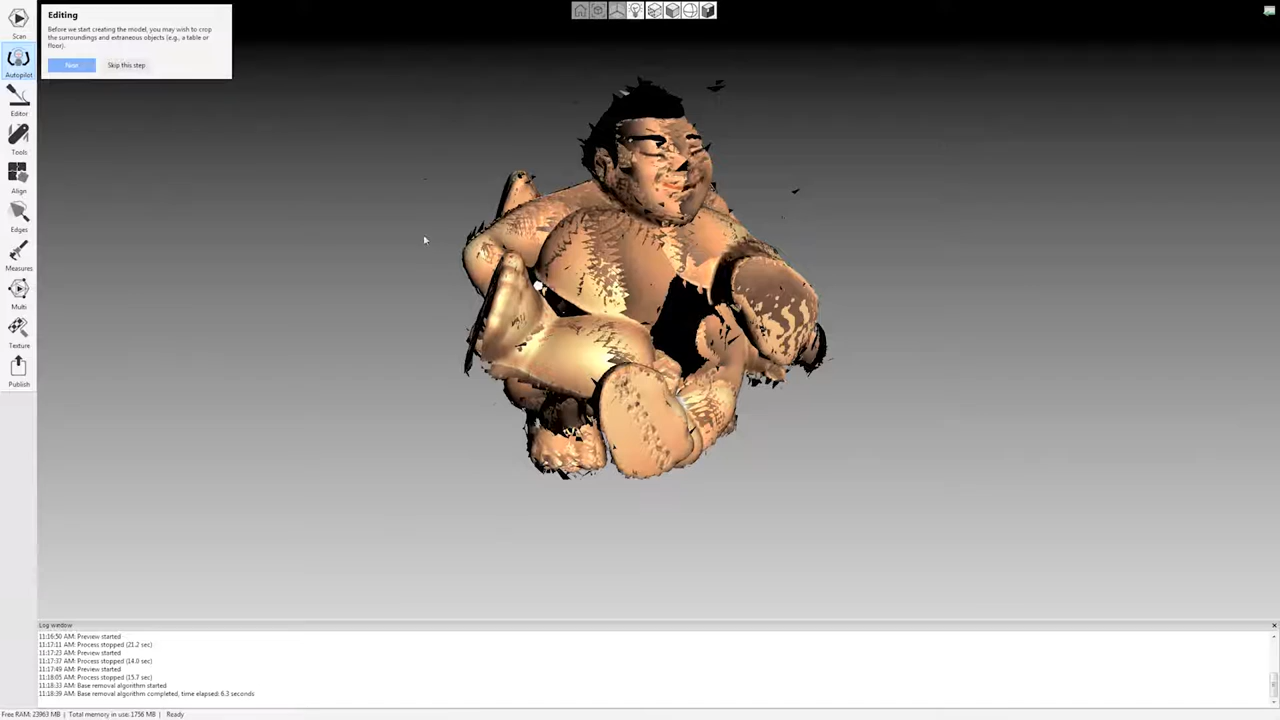 Scan
Autopilot
Editor
Tools
Align
Edges
Measures
Multi
Texture
Publish
Editing
Before we start creating the model, you may wish to crop
the surroundings and extraneous objects (e.g., a table or
floor).
Next Skip this step
Log window
11:16:50 AM: Preview started
11:17:11 AM: Process stopped (21.2 sec)
11:17:23 AM: Preview started
11:17:37 AM: Process stopped (14.0 sec)
11:17:49 AM: Preview started
11:18:05 AM: Process stopped (15.7 sec)
11:18:33 AM: Base removal algorithm started
11:18:39 AM: Base removal algorithm completed, time elapsed: 6.3 seconds
Free RAM: 23963 MB | Total memory in use: 1756 MB | Ready